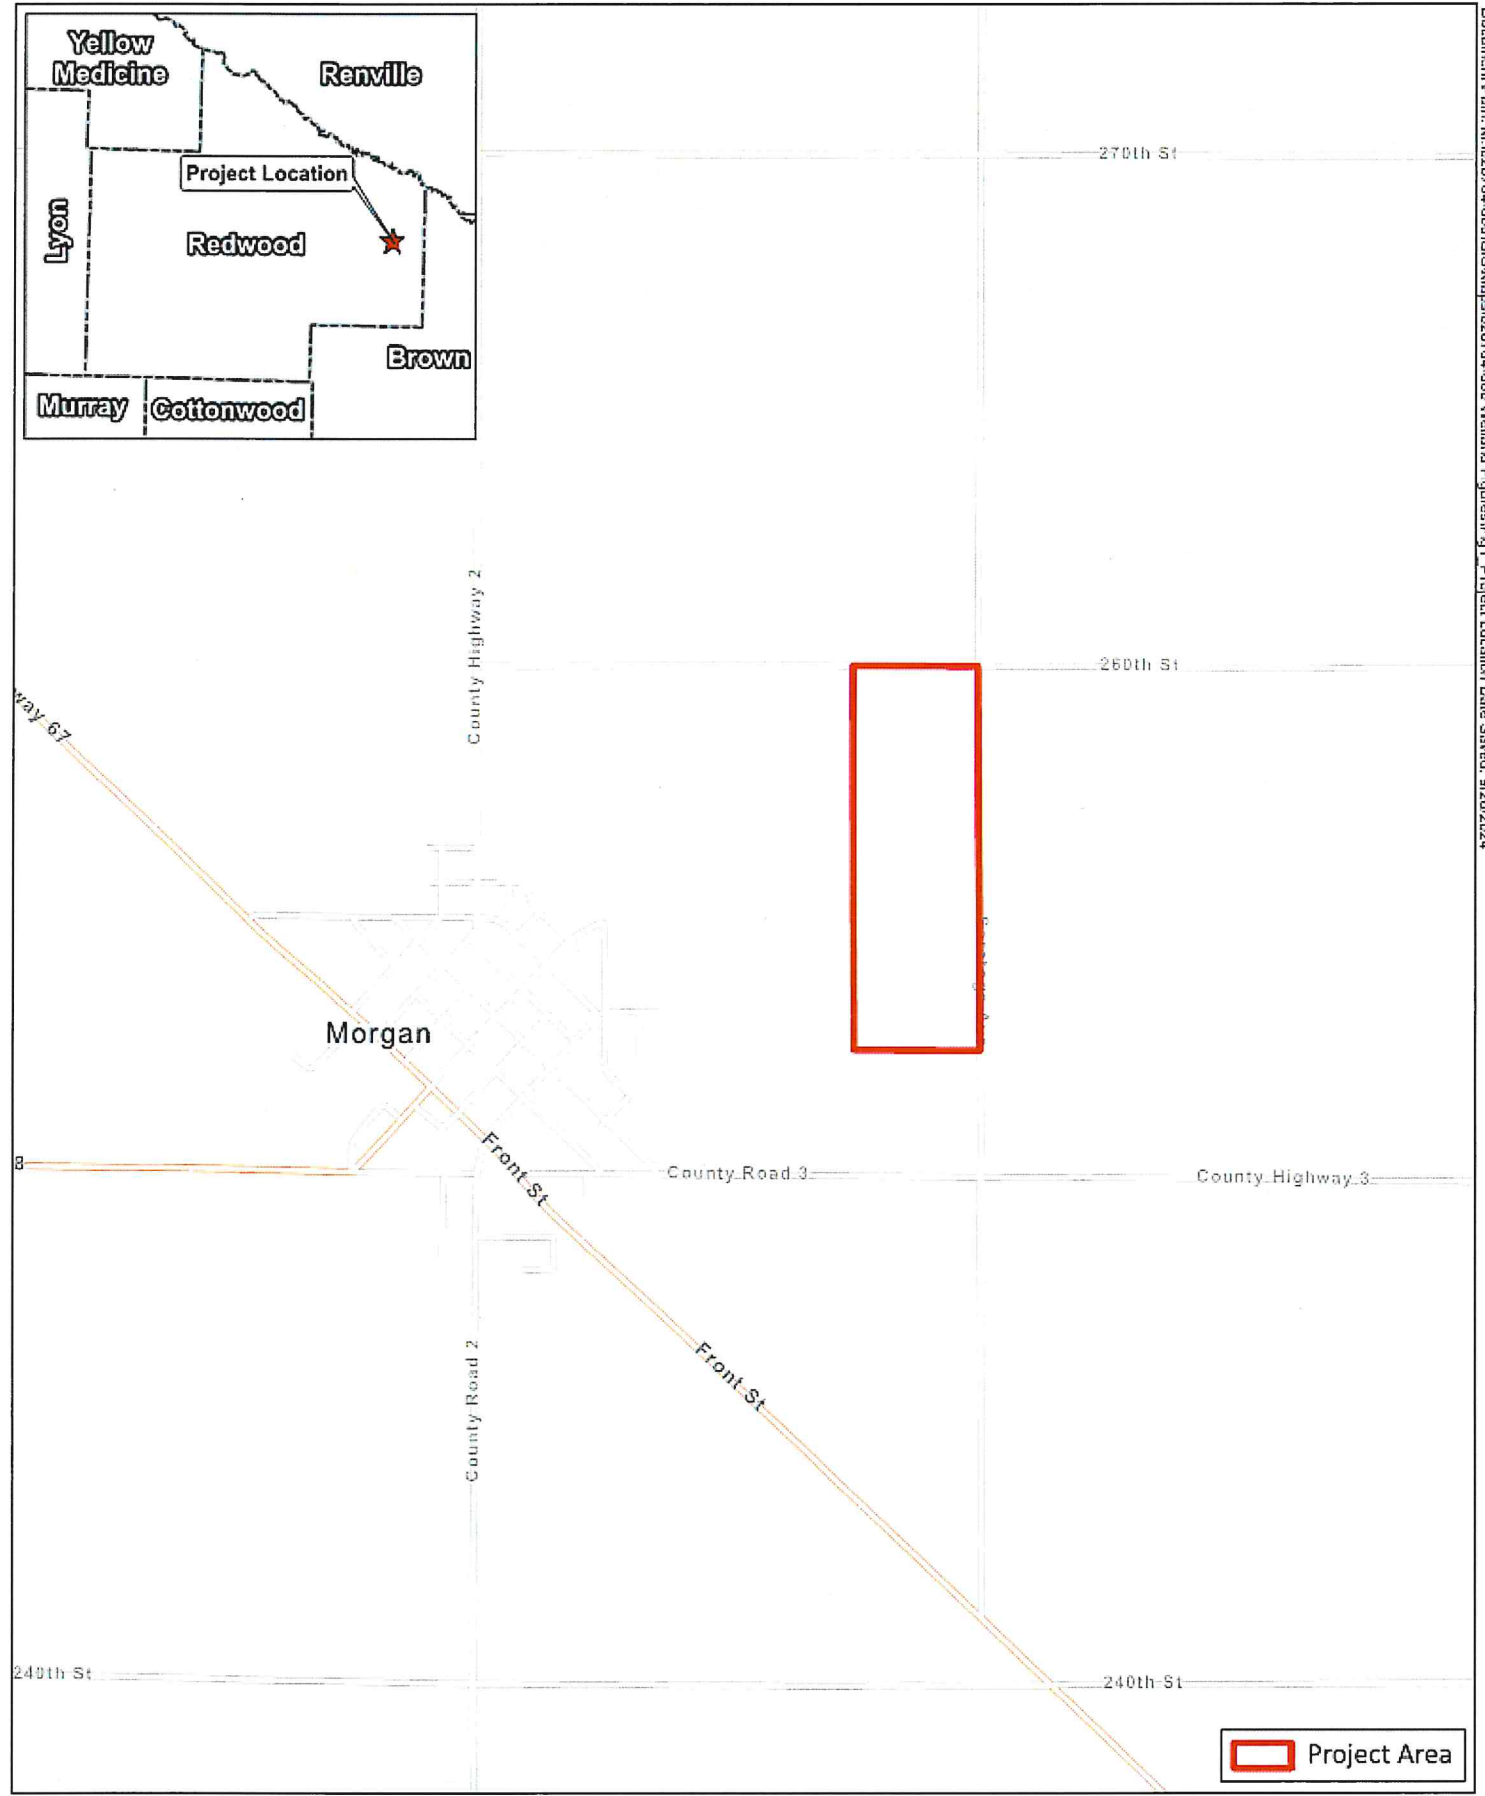 Yellow
Medicine
Renville
Project Location
Lyon
Redwood
Brown
Murray
Cottonwood
270th St
County Highway 2
260th St
way 67
Morgan
8
Front St
County Road 3
County Highway 3
Front St
County Road 2
240th St
240th St
Project Area